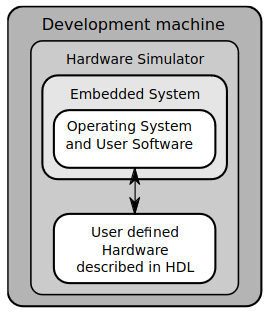 Development machine
Hardware Simulator
Embedded System
Operating System
and User Software
User defined
Hardware
described in HDL